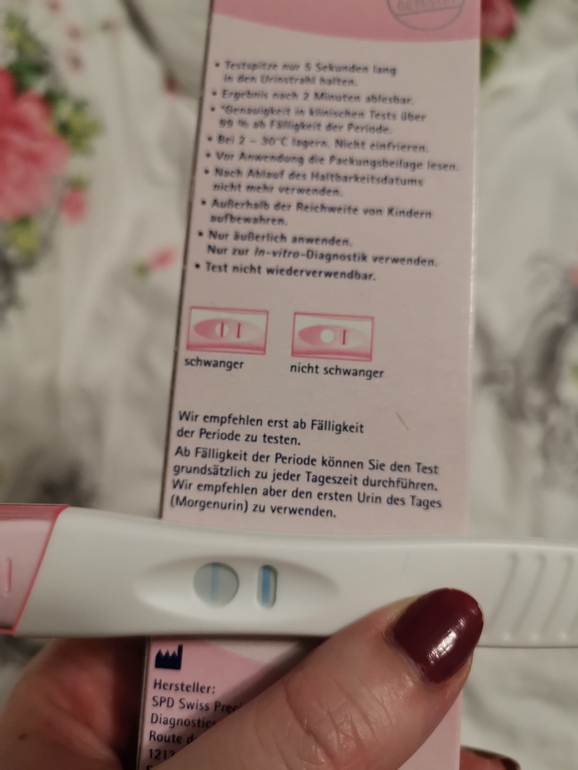 • Testspitze nur 5 Sekunden lang
in den Urinstrahl halten.
• Ergebnis nach 2 Minuten ablesbar.
• *Genauigkeit in klinischen Tests über
99 % ab Fälligkeit der Periode.
• Bei 2 – 30°C lagern. Nicht einfrieren.
• Vor Anwendung die Packungsbeilage lesen.
• Nach Ablauf des Haltbarkeitsdatums
nicht mehr verwenden.
• Außerhalb der Reichweite von Kindern
aufbewahren.
• Nur äußerlich anwenden.
Nur zur In-vitro-Diagnostik verwenden.
• Test nicht wiederverwendbar.
schwanger
nicht schwanger
Wir empfehlen erst ab Fälligkeit
der Periode zu testen.
Ab Fälligkeit der Periode können Sie den Test
grundsätzlich zu jeder Tageszeit durchführen.
Wir empfehlen aber den ersten Urin des Tages
(Morgenurin) zu verwenden.
Hersteller:
SPD Swiss
Route